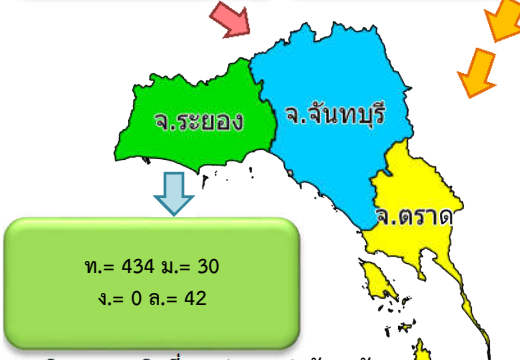 จ.ระยอง
จ.จันทบุรี
จ.ตราด
ท.= 434 ม.= 30
ง.= 0 ล.= 42